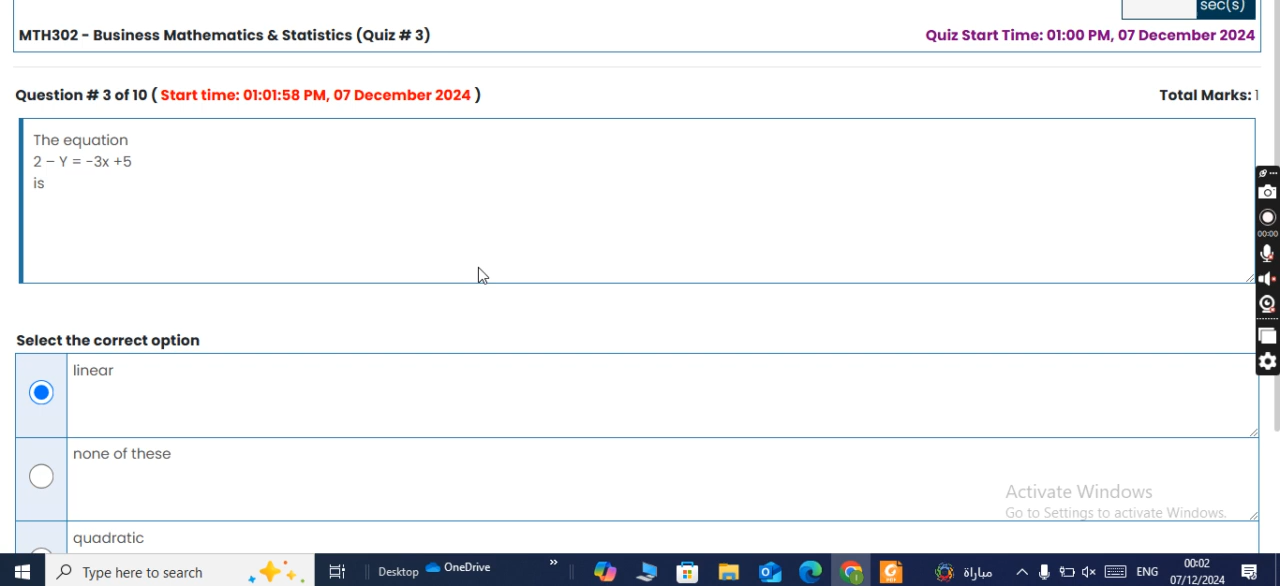 sec(s)
MTH302 - Business Mathematics & Statistics (Quiz # 3)
Quiz Start Time: 01:00 PM, 07 December 2024
Question # 3 of 10 ( Start time: 01:01:58 PM, 07 December 2024 )
Total Marks: 1
The equation
2 – Y = -3x +5
is
00:00
Select the correct option
linear
none of these
Activate Windows
Go to Settings to activate Windows.
quadratic
Type here to search
Desktop
OneDrive
»
مباراة
ENG
00:02
07/12/2024